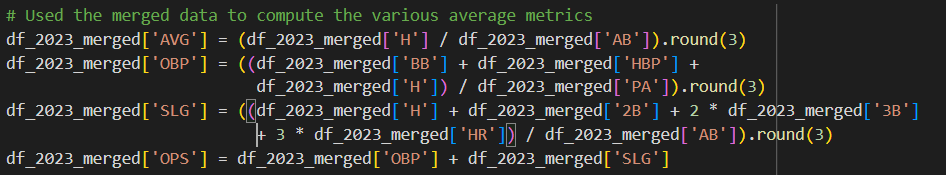 # Used the merged data to compute the various average metrics
df_2023_merged['AVG'] = (df_2023_merged['H'] / df_2023_merged['AB']).round(3)
df_2023_merged['OBP'] = ((df_2023_merged['BB'] + df_2023_merged['HBP'] +
                          df_2023_merged['H']) / df_2023_merged['PA']).round(3)
df_2023_merged['SLG'] = ((df_2023_merged['H'] + df_2023_merged['2B'] + 2 * df_2023_merged['3B']
                          + 3 * df_2023_merged['HR']) / df_2023_merged['AB']).round(3)
df_2023_merged['OPS'] = df_2023_merged['OBP'] + df_2023_merged['SLG']